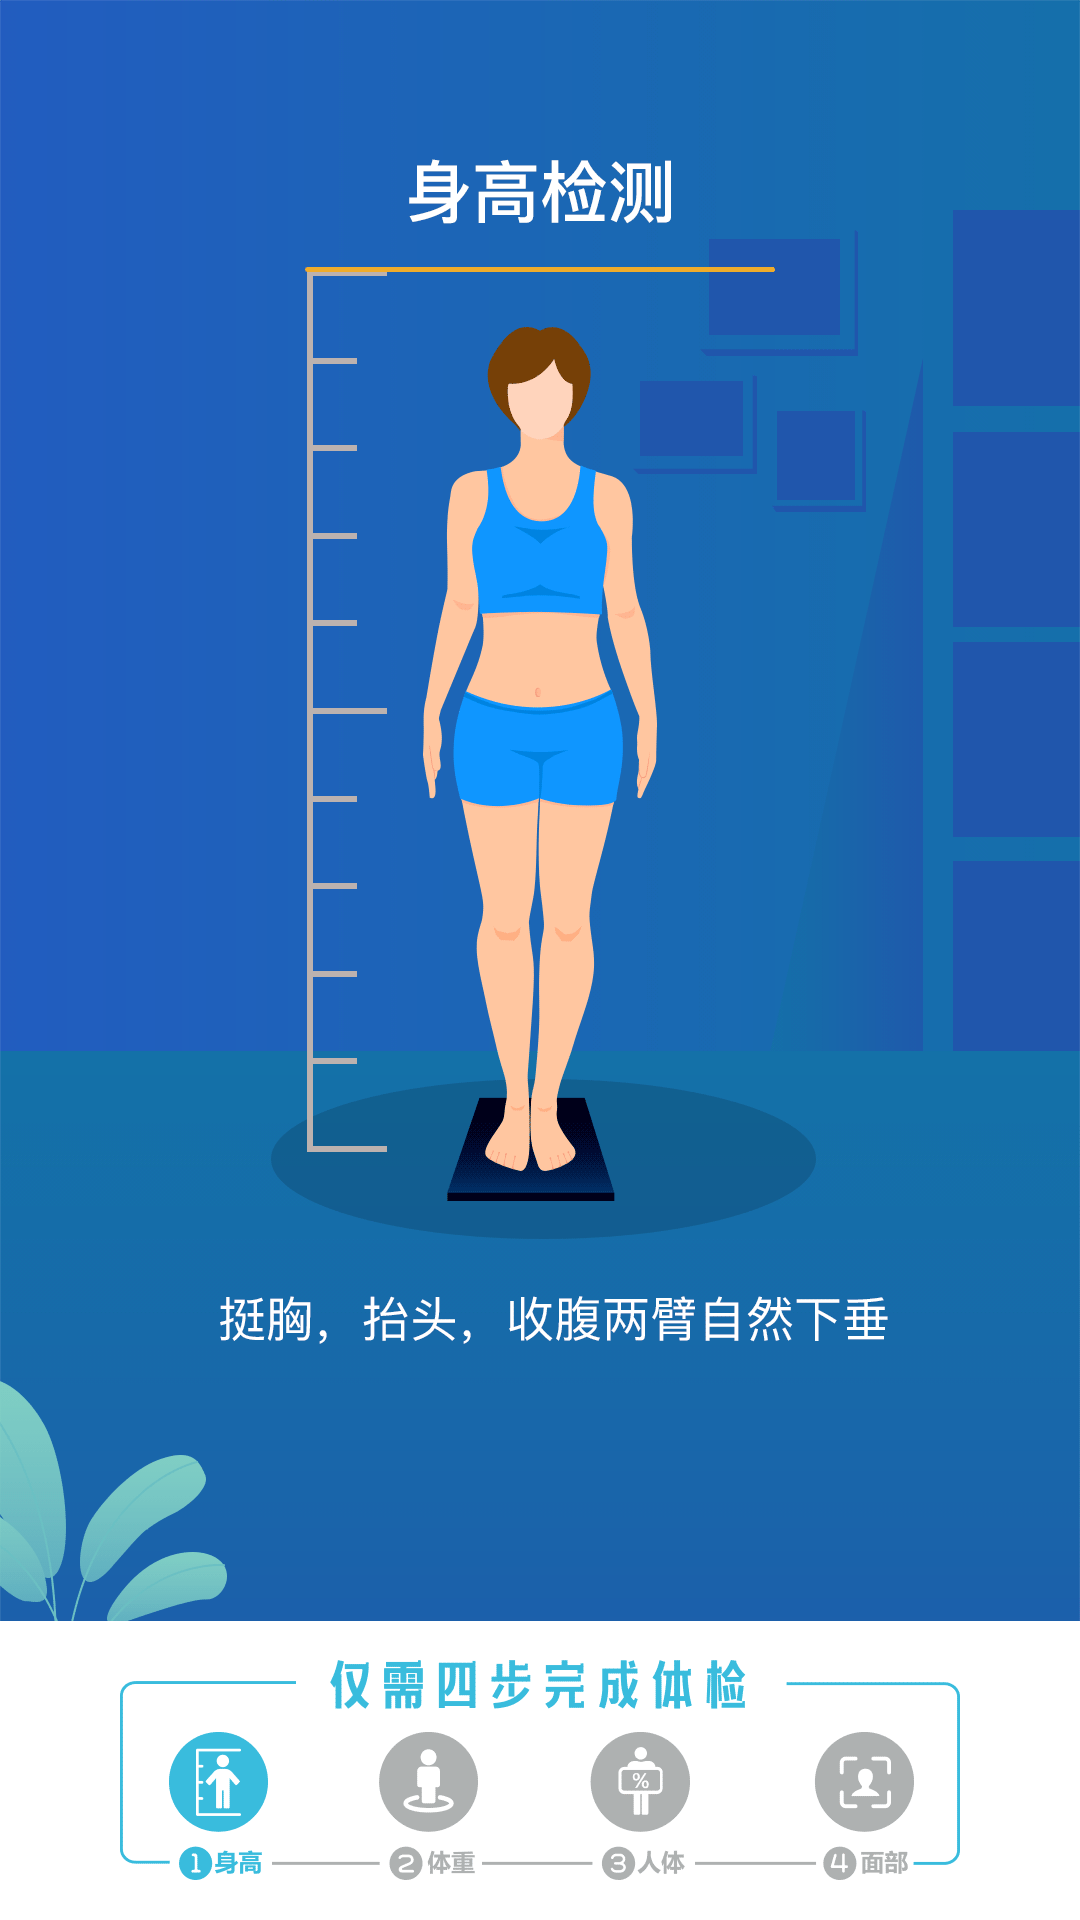 身高检测
挺胸，抬头，收腹两臂自然下垂
仅需四步完成体检
%
1 身高 2 体重 3 人体 4 面部